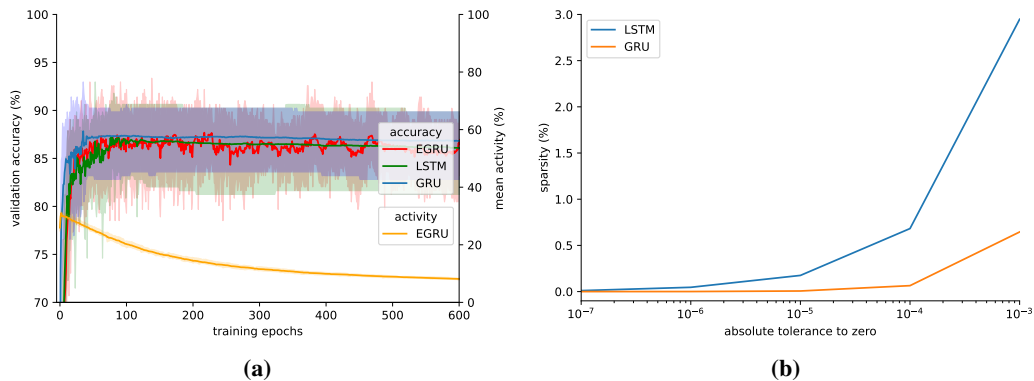 100
95
90
85
80
75
70
validation accuracy (%)
0
100
200
300
400
500
600
training epochs
100
80
60
40
20
0
mean activity (%)
accuracy
EGRU
LSTM
GRU
activity
EGRU
(a)
3.0
2.5
2.0
1.5
1.0
0.5
0.0
sparsity (%)
10⁻⁷
10⁻⁶
10⁻⁵
10⁻⁴
10⁻³
absolute tolerance to zero
LSTM
GRU
(b)